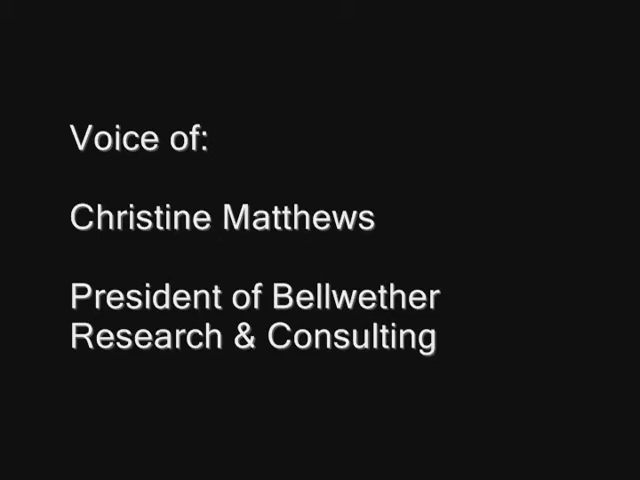 Voice of:
Christine Matthews
President of Bellwether
Research & Consulting